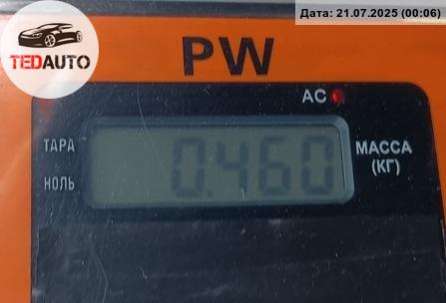 Дата: 21.07.2025 (00:06)
TEDAUTO
PW
AC
ТАРА
НОЛЬ
0.460
МАССА
(КГ)